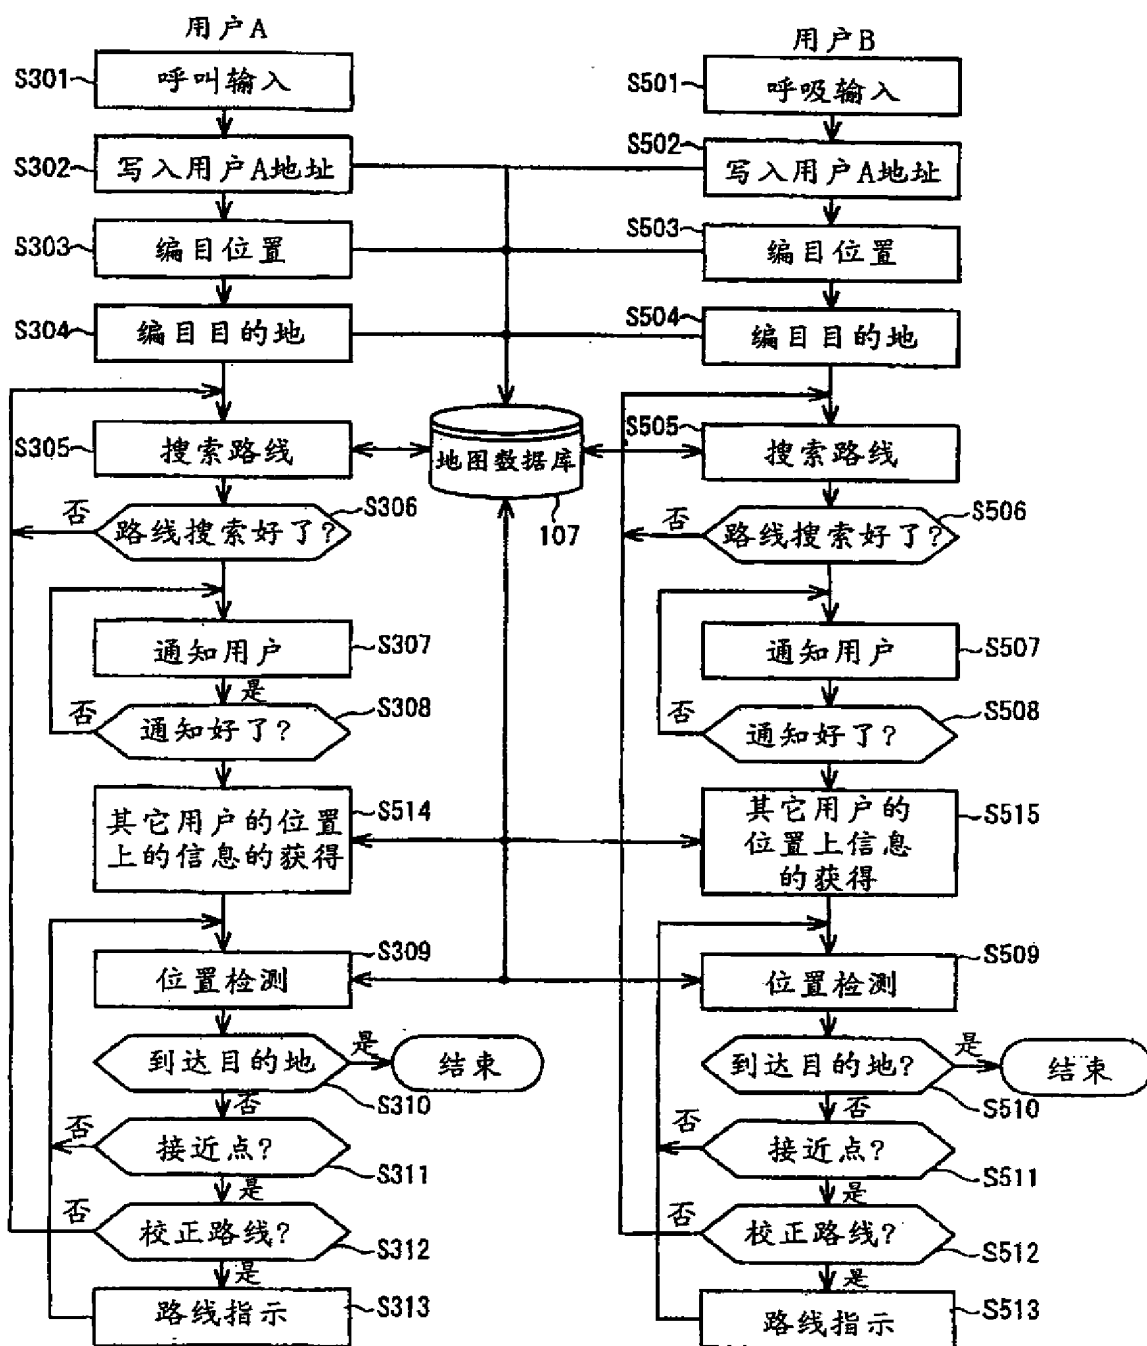 用户A
S301
呼叫输入
S302
写入用户A地址
S303
编目位置
S304
编目目的地
S305
搜索路线
否
路线搜索好了?
S306
通知用户
S307
是
否
通知好了?
S308
其它用户的位置
上的信息的获得
S514
位置检测
S309
到达目的地
是
结束
S310
否
否
接近点?
S311
是
否
校正路线?
S312
是
路线指示
S313
地图数据库
107
用户B
S501
呼吸输入
S502
写入用户A地址
S503
编目位置
S504
编目目的地
S505
搜索路线
否
路线搜索好了?
S506
通知用户
S507
否
通知好了?
S508
其它用户的
位置上信息
的获得
S515
位置检测
S509
到达目的地?
是
结束
S510
否
否
接近点?
S511
是
否
校正路线?
S512
是
路线指示
S513